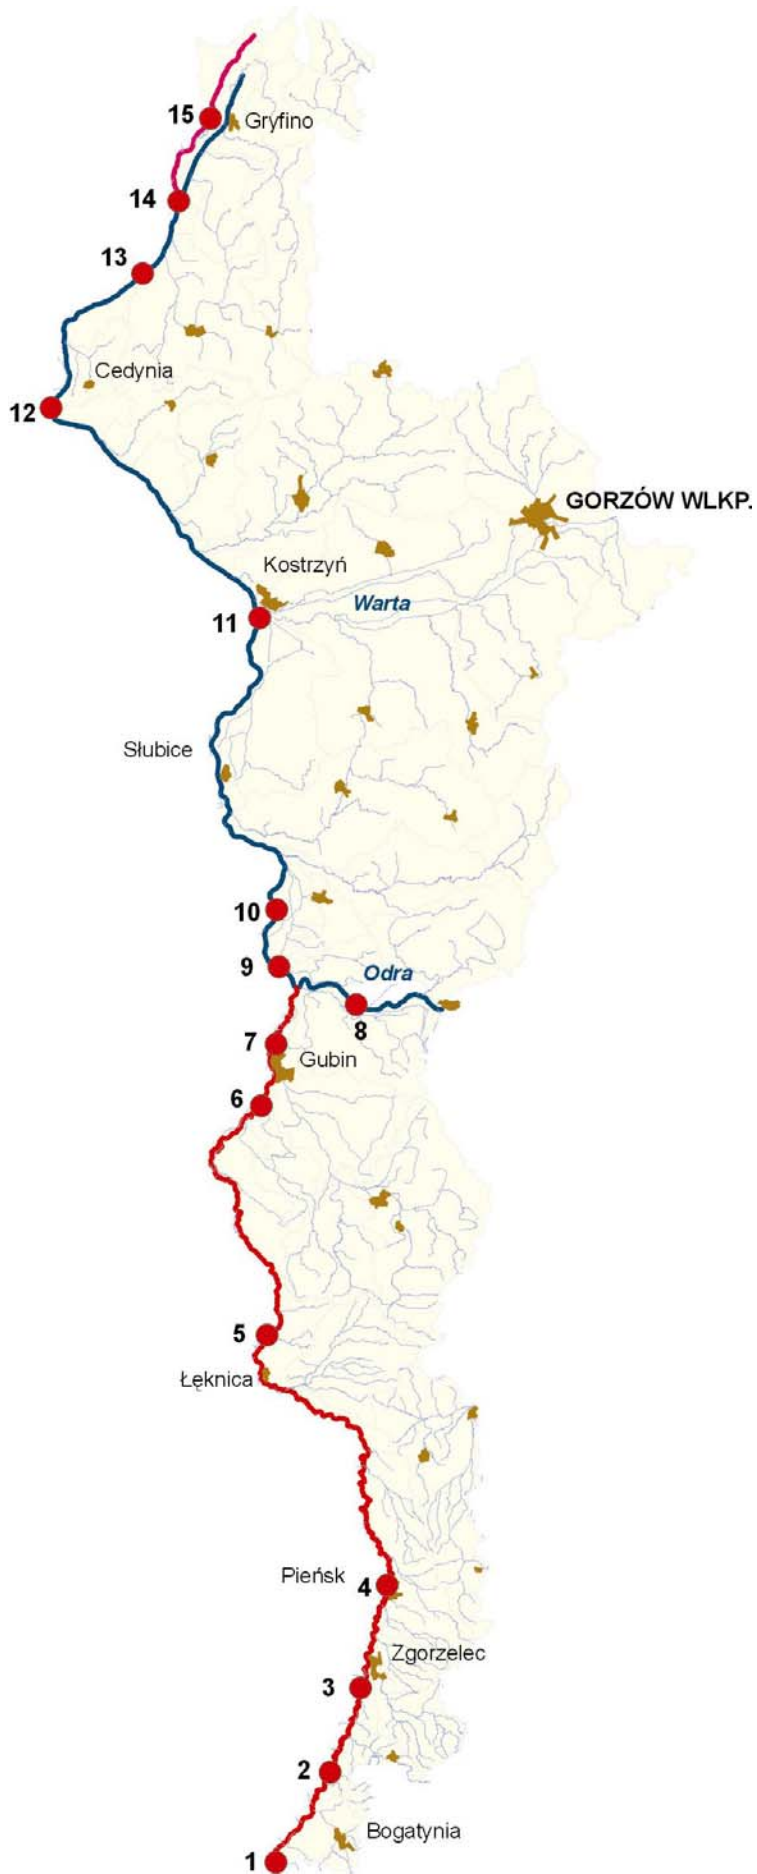 15
Gryfino
14
13
Cedynia
12
GORZÓW WLKP.
Kostrzyń
Warta
11
Słubice
10
9
Odra
8
7
Gubin
6
5
Łęknica
Pieńsk
4
Zgorzelec
3
2
Bogatynia
1